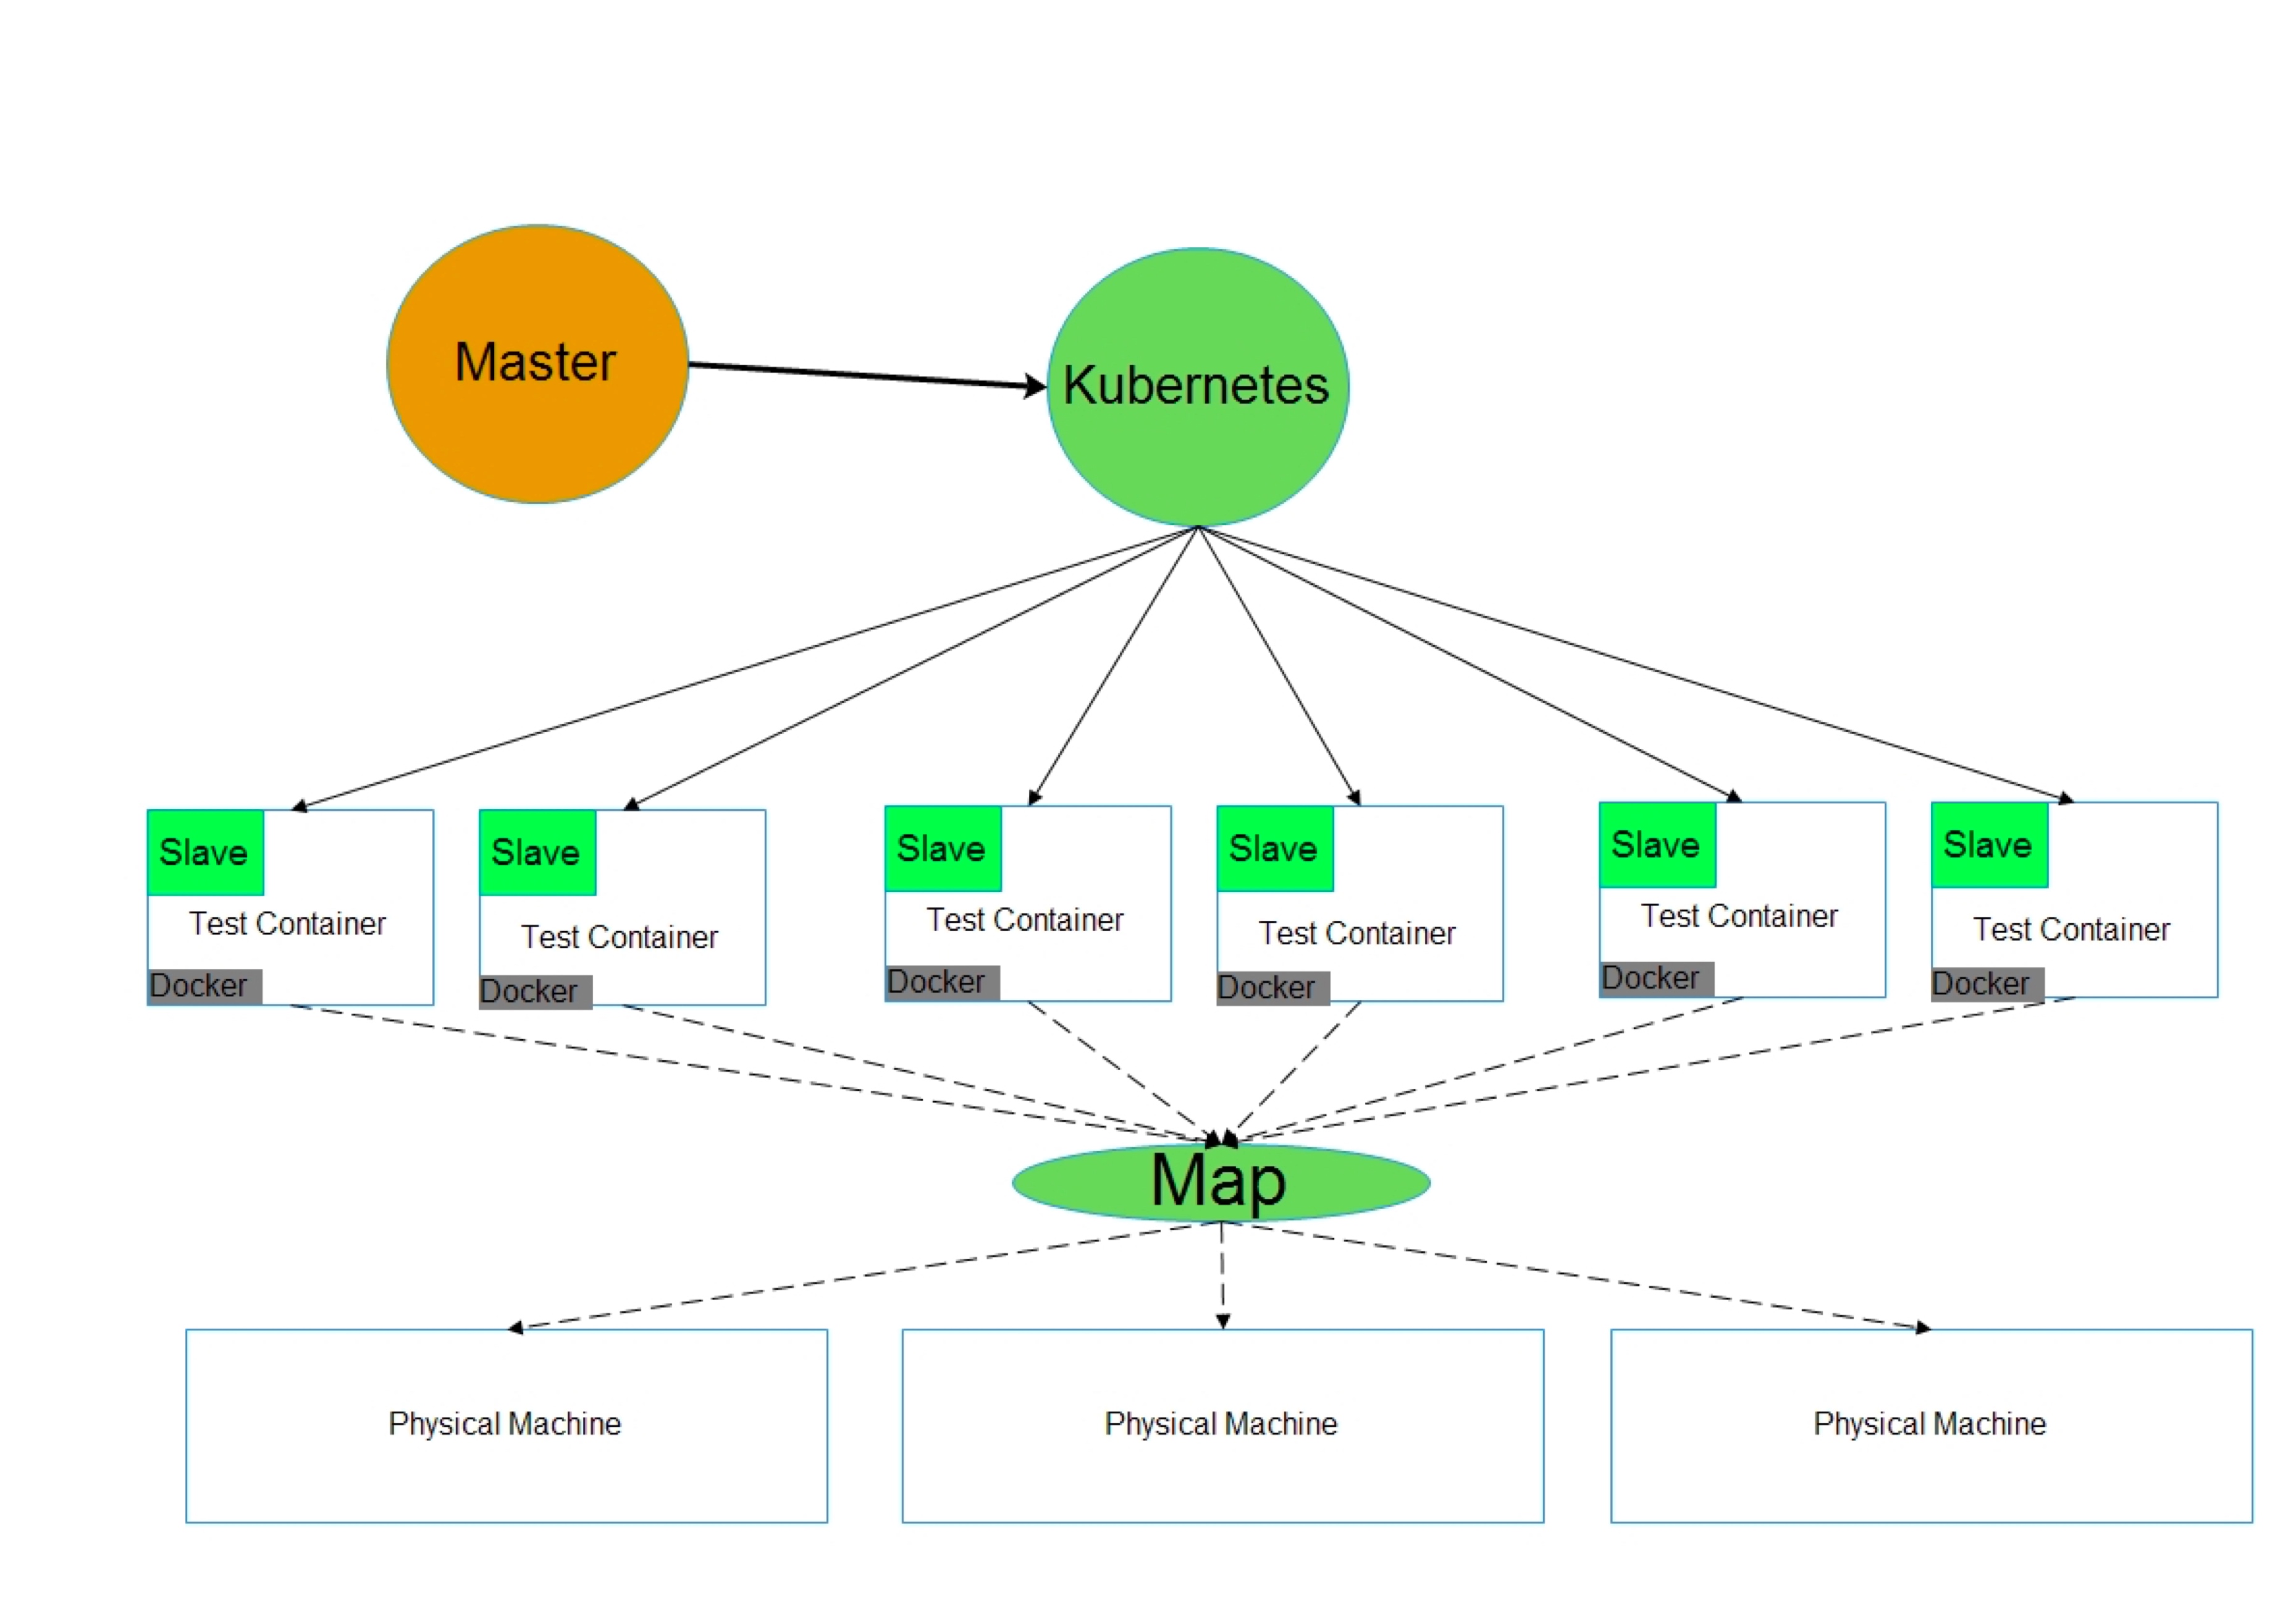 Master
Kubernetes
Slave
Test Container
Docker
Slave
Test Container
Docker
Slave
Test Container
Docker
Slave
Test Container
Docker
Slave
Test Container
Docker
Slave
Test Container
Docker
Map
Physical Machine
Physical Machine
Physical Machine